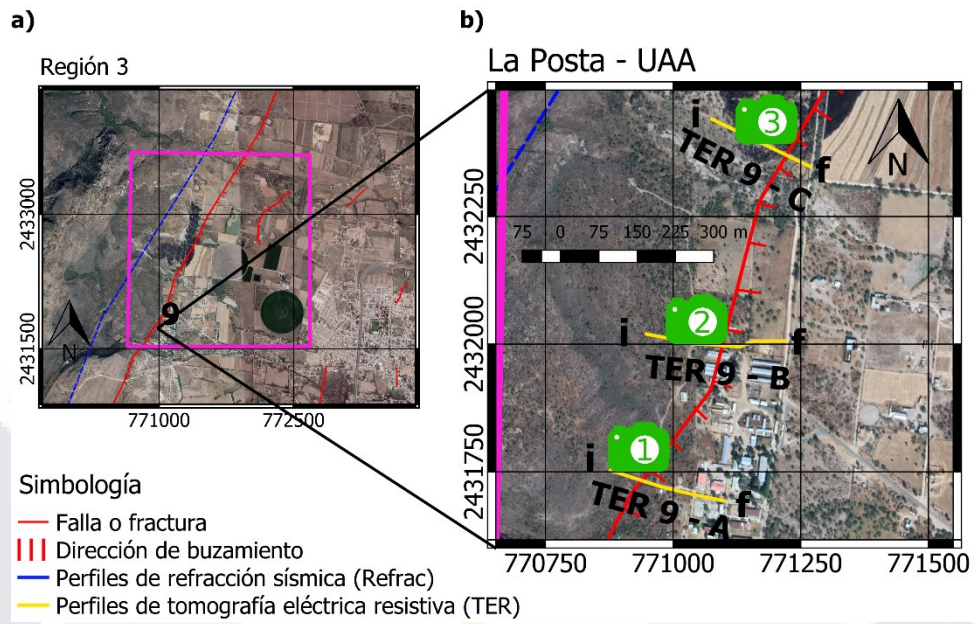 a)
Región 3
2433000
2431500
771000
772500
9
N
b)
La Posta - UAA
i
3
TER 9 - C
f
N
2432250
75 0 75 150 225 300 m
2432000
i
2
TER 9 - B
f
2431750
i
1
TER 9 - A
f
770750
771000
771250
771500
Simbología
Falla o fractura
Dirección de buzamiento
Perfiles de refracción sísmica (Refrac)
Perfiles de tomografía eléctrica resistiva (TER)